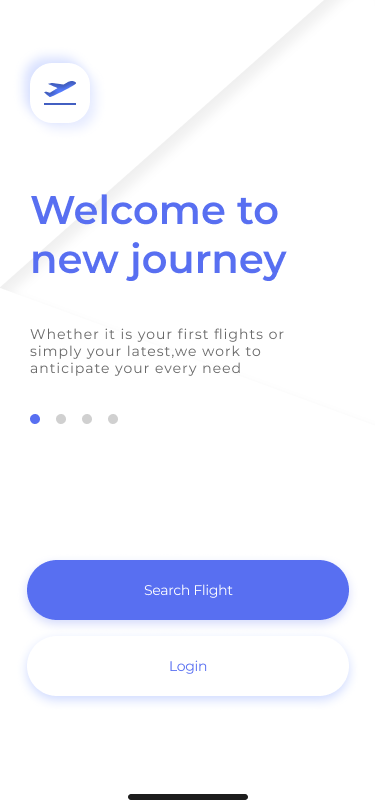 Welcome to
new journey
Whether it is your first flights or
simply your latest,we work to
anticipate your every need
Search Flight
Login